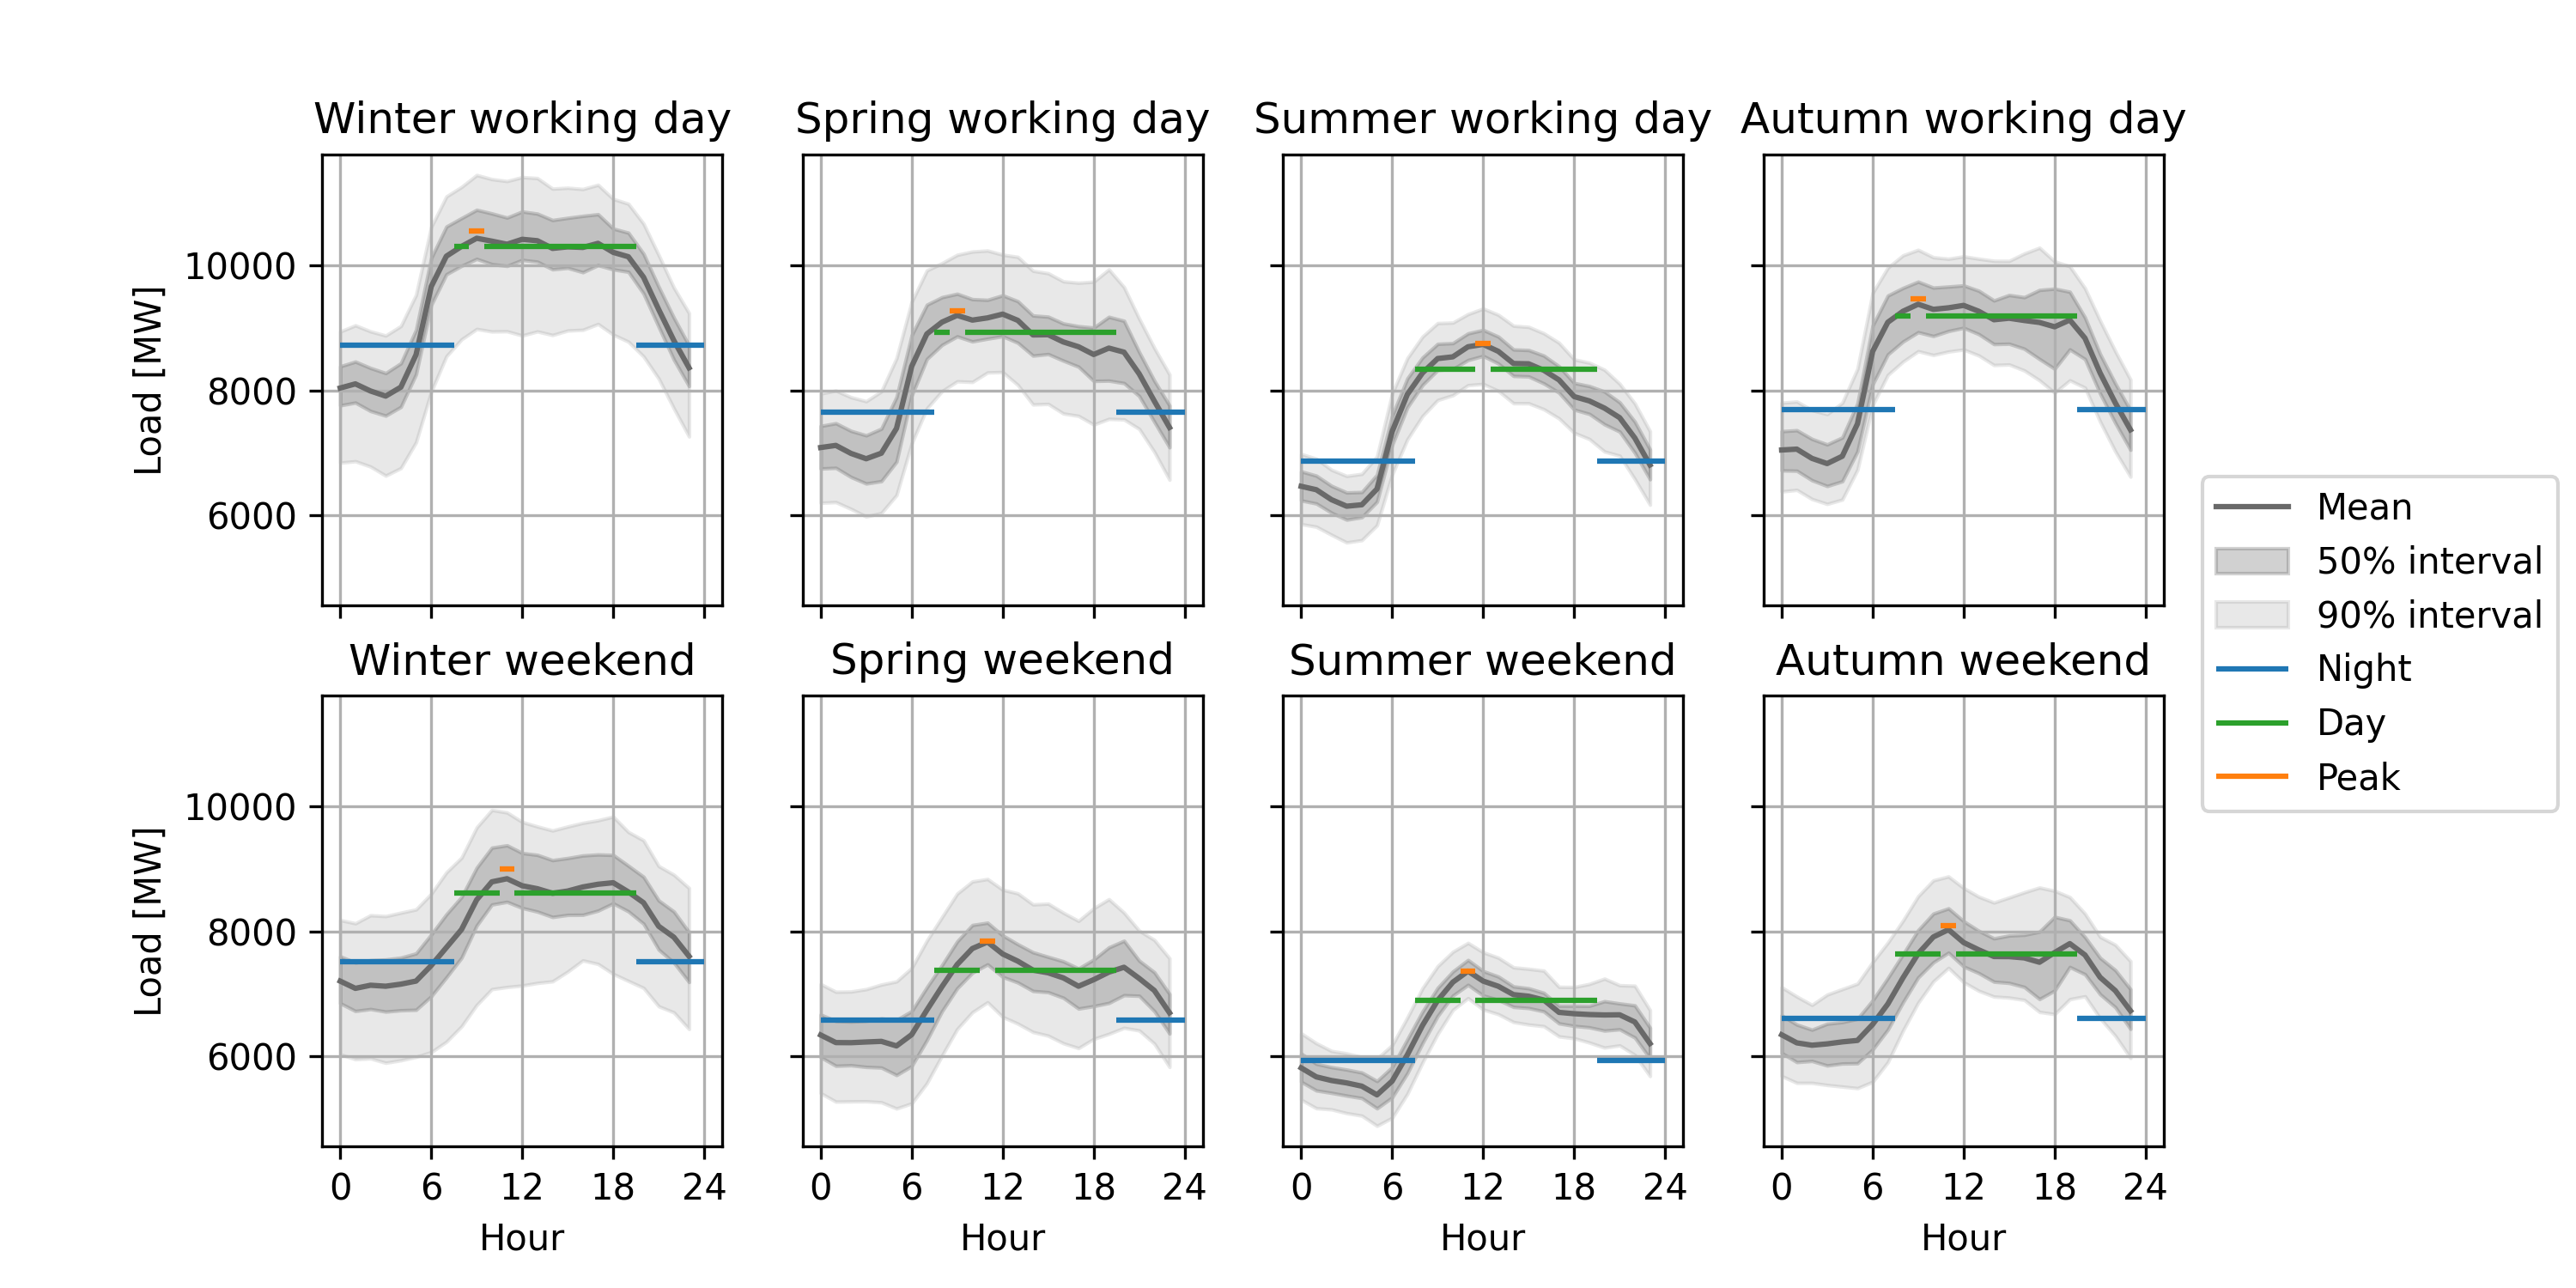 Winter working day
Spring working day
Summer working day
Autumn working day
Load [MW]
10000
8000
6000
Mean
50% interval
90% interval
Night
Day
Peak
Winter weekend
Spring weekend
Summer weekend
Autumn weekend
Load [MW]
10000
8000
6000
0 6 12 18 24
0 6 12 18 24
0 6 12 18 24
0 6 12 18 24
Hour
Hour
Hour
Hour